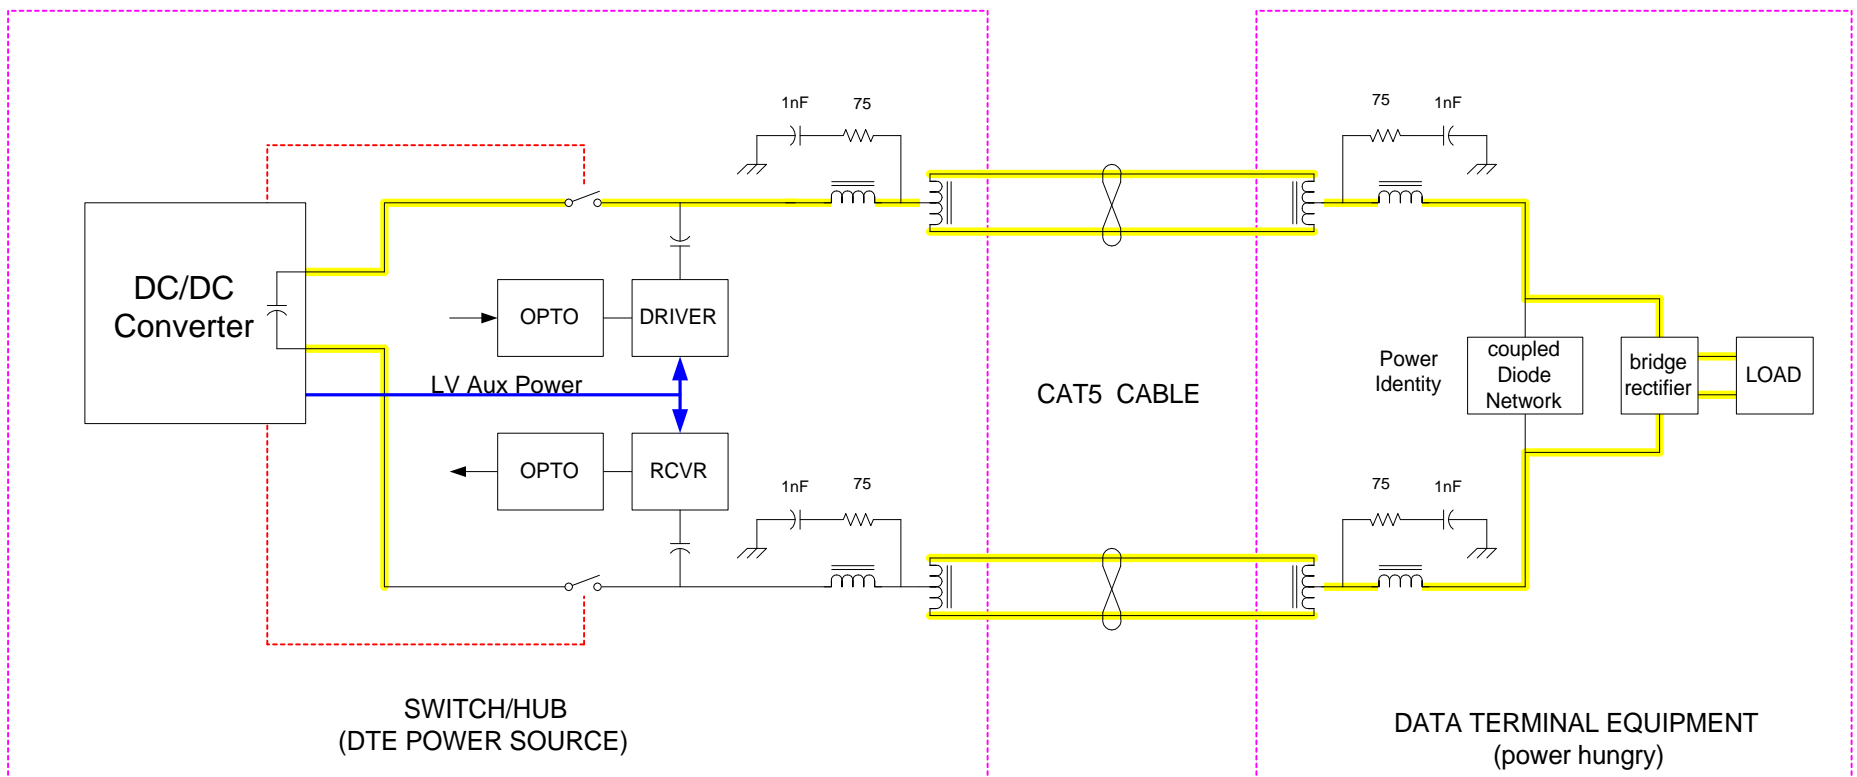 1nF 75
75 1nF
DC/DC
Converter
OPTO
DRIVER
LV Aux Power
OPTO
RCVR
CAT5 CABLE
Power
Identity
coupled
Diode
Network
bridge
rectifier
LOAD
1nF 75
75 1nF
SWITCH/HUB
(DTE POWER SOURCE)
DATA TERMINAL EQUIPMENT
(power hungry)